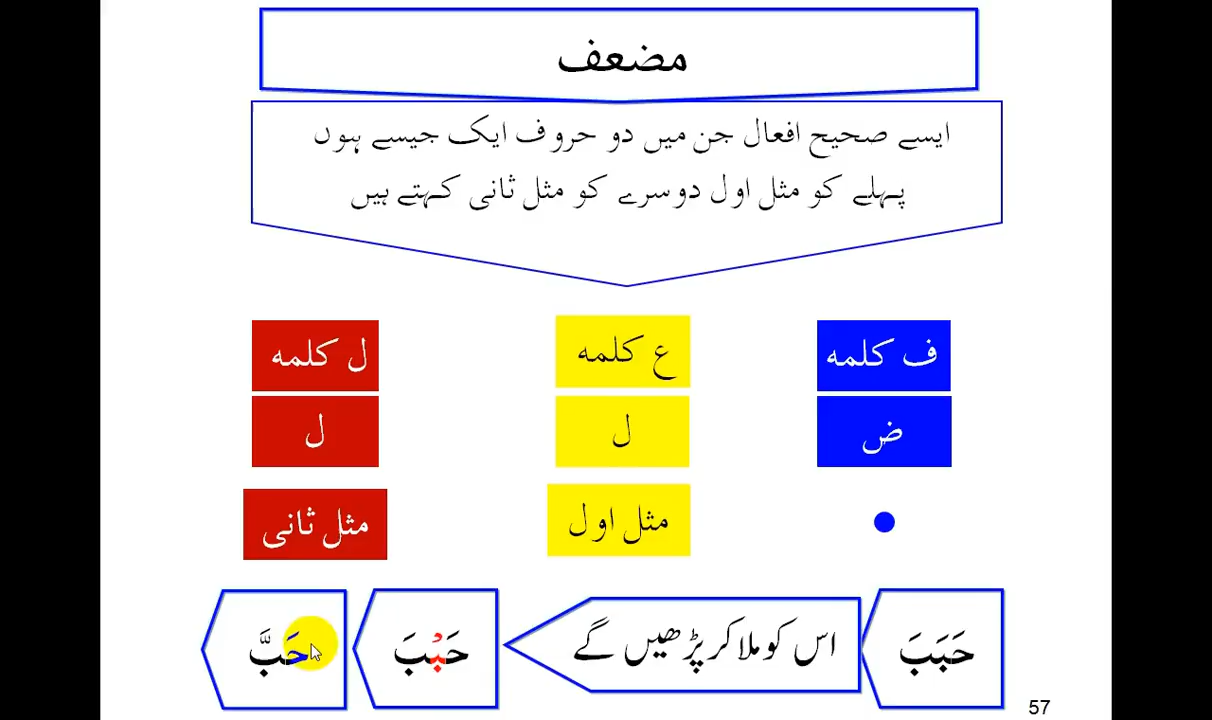 مضعف
ایسے صحیح افعال جن میں دو حروف ایک جیسے ہوں
پہلے کو مثل اول دوسرے کو مثل ثانی کہتے ہیں
ف کلمہ ع کلمہ ل کلمہ
ض ل ل
مثل اول مثل ثانی
حَبَبَ اس کو ملا کر پڑھیں گے حَبْبَ حَبَّ
57